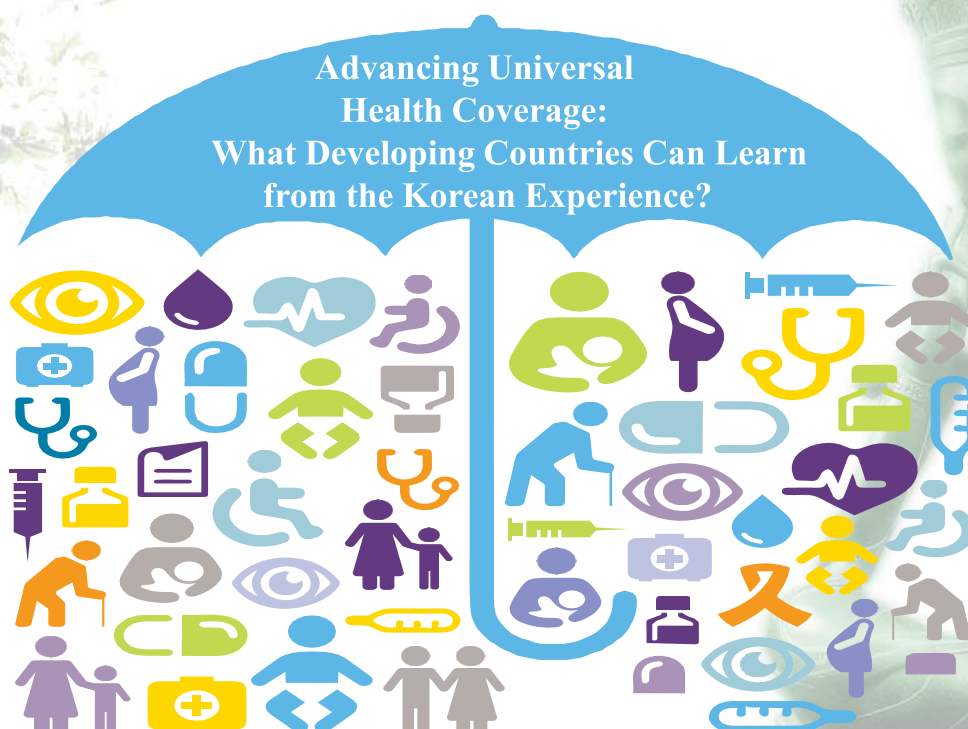 Advancing Universal
Health Coverage:
What Developing Countries Can Learn
from the Korean Experience?